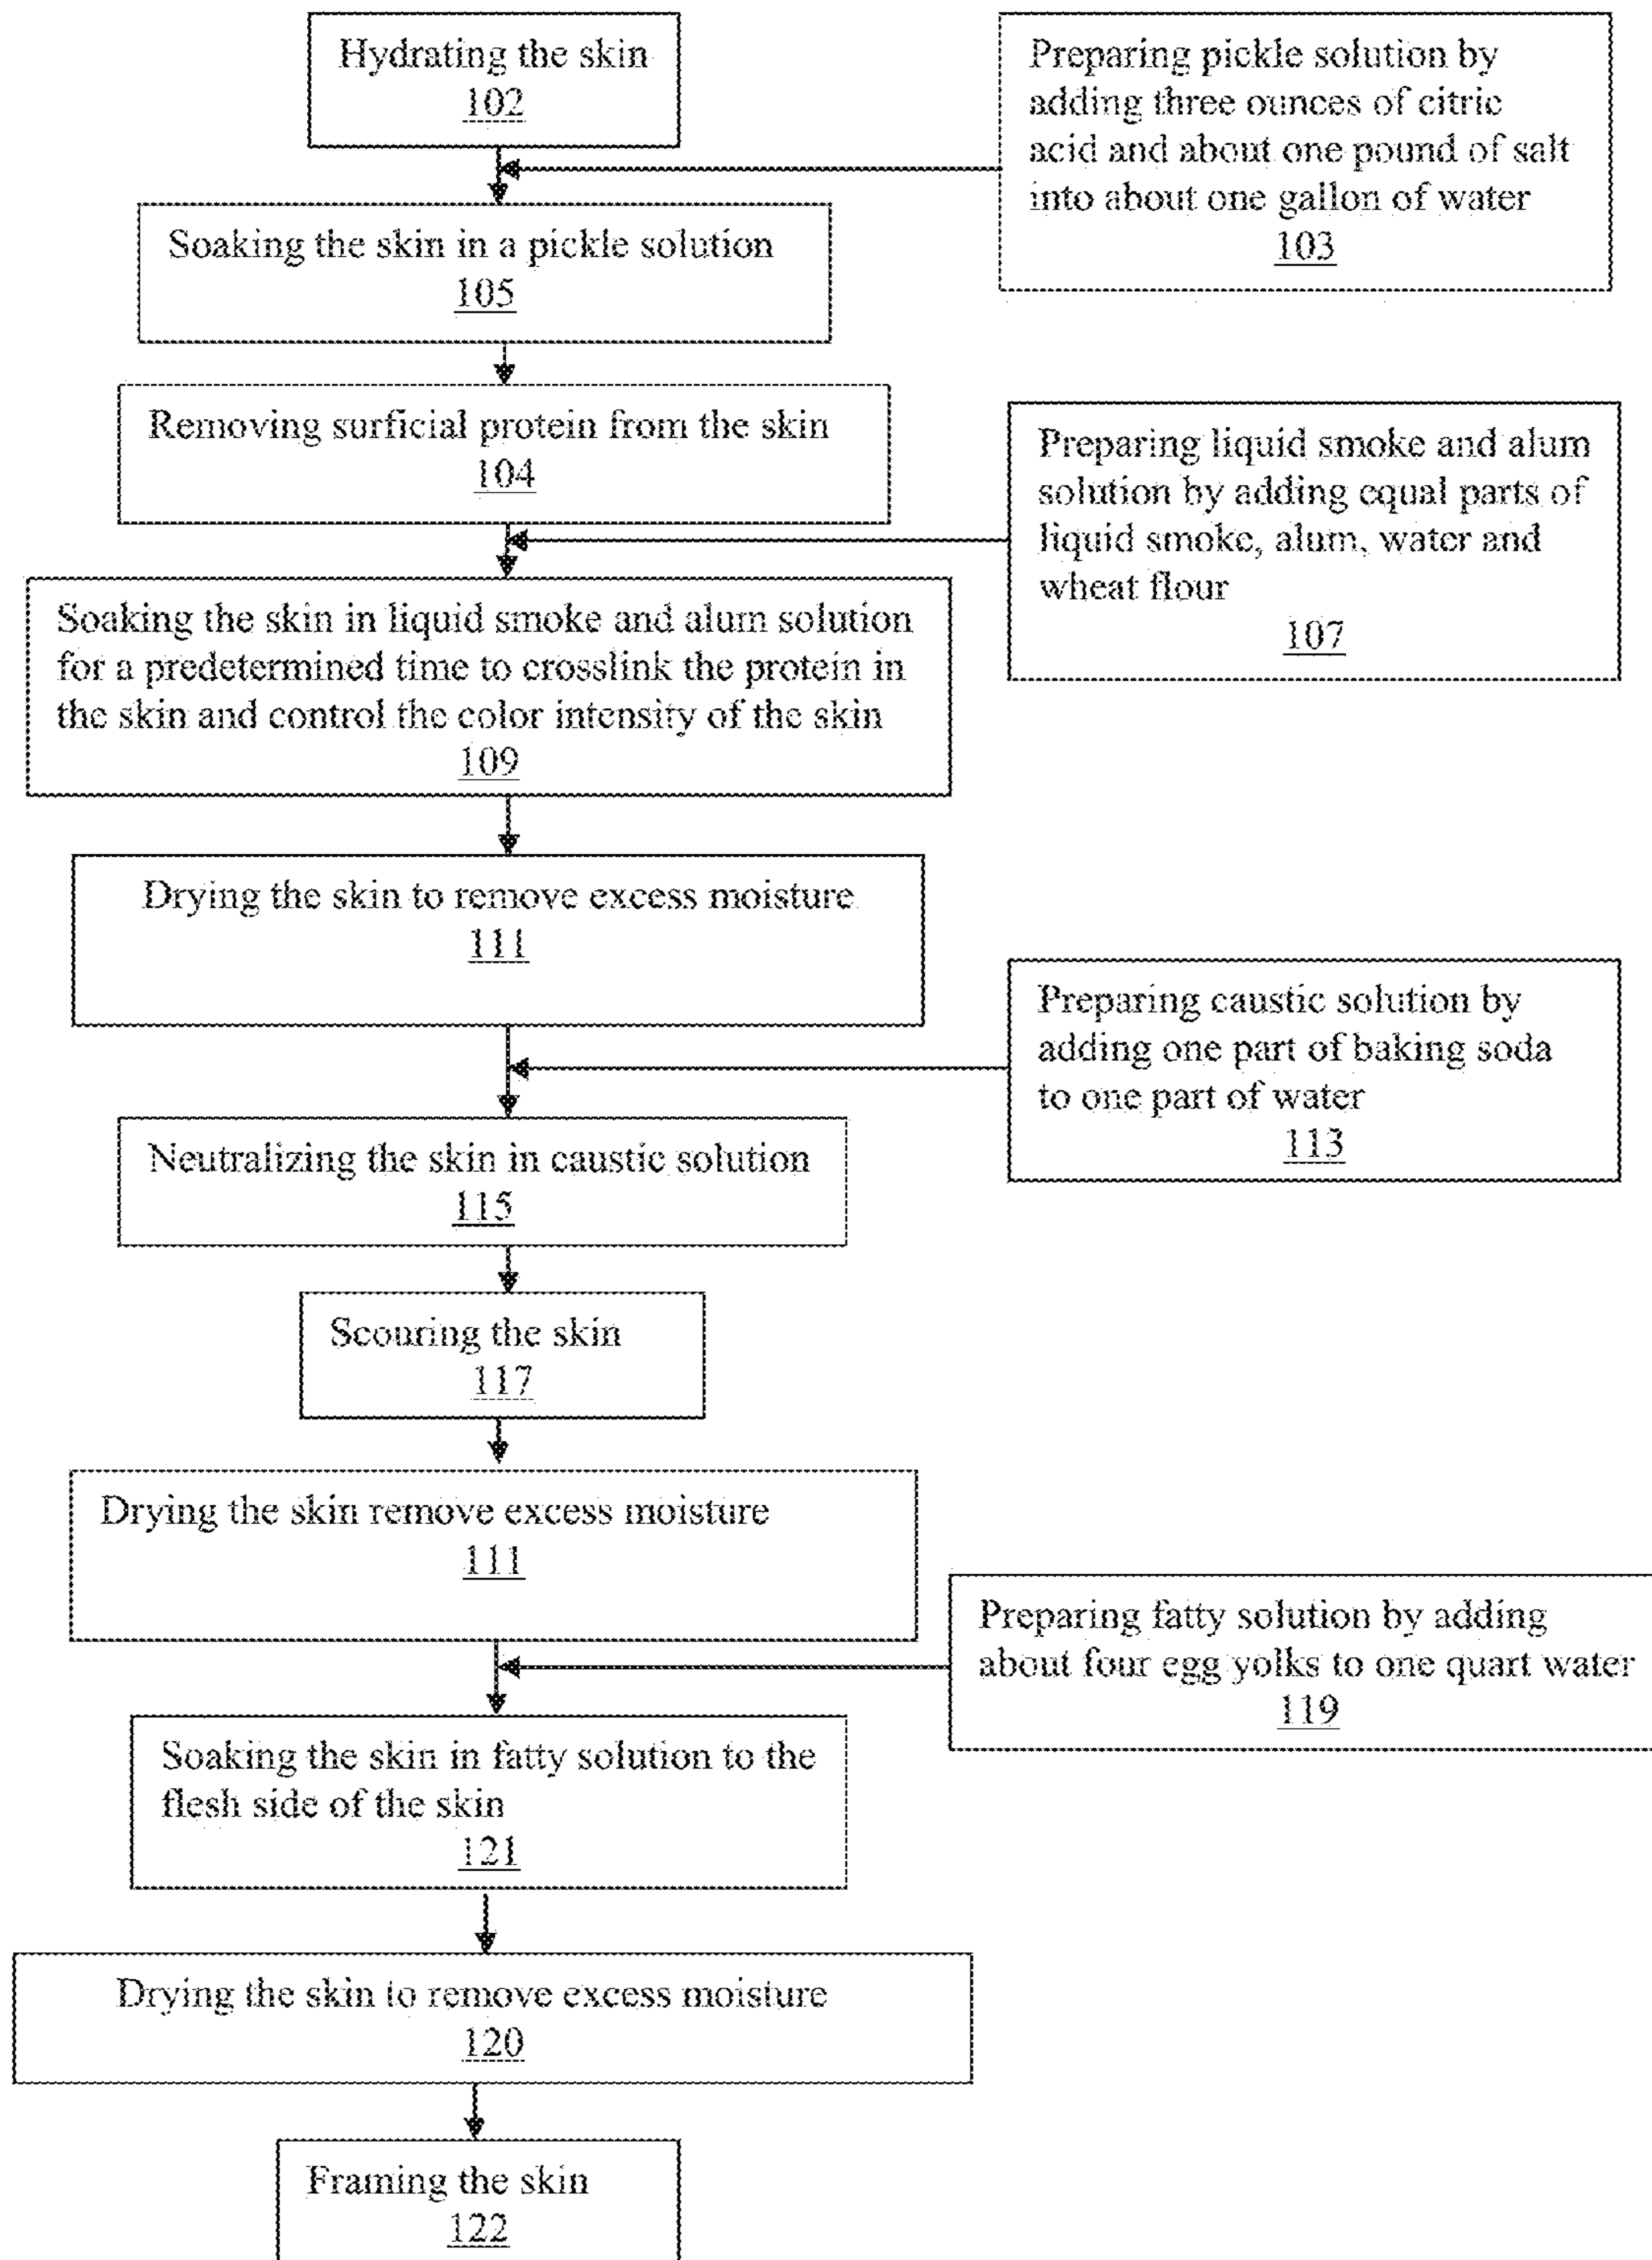 Hydrating the skin
102
Preparing pickle solution by
adding three ounces of citric
acid and about one pound of salt
into about one gallon of water
103
Soaking the skin in a pickle solution
105
Removing surficial protein from the skin
104
Preparing liquid smoke and alum
solution by adding equal parts of
liquid smoke, alum, water and
wheat flour
107
Soaking the skin in liquid smoke and alum solution
for a predetermined time to crosslink the protein in
the skin and control the color intensity of the skin
109
Drying the skin to remove excess moisture
111
Preparing caustic solution by
adding one part of baking soda
to one part of water
113
Neutralizing the skin in caustic solution
115
Scouring the skin
117
Drying the skin remove excess moisture
111
Preparing fatty solution by adding
about four egg yolks to one quart water
119
Soaking the skin in fatty solution to the
flesh side of the skin
121
Drying the skin to remove excess moisture
120
Framing the skin
122